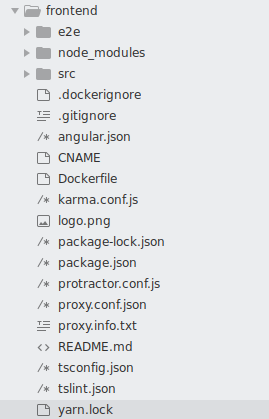 frontend
e2e
node_modules
src
.dockerignore
.gitignore
angular.json
CNAME
Dockerfile
karma.conf.js
logo.png
package-lock.json
package.json
protractor.conf.js
proxy.conf.json
proxy.info.txt
README.md
tsconfig.json
tslint.json
yarn.lock